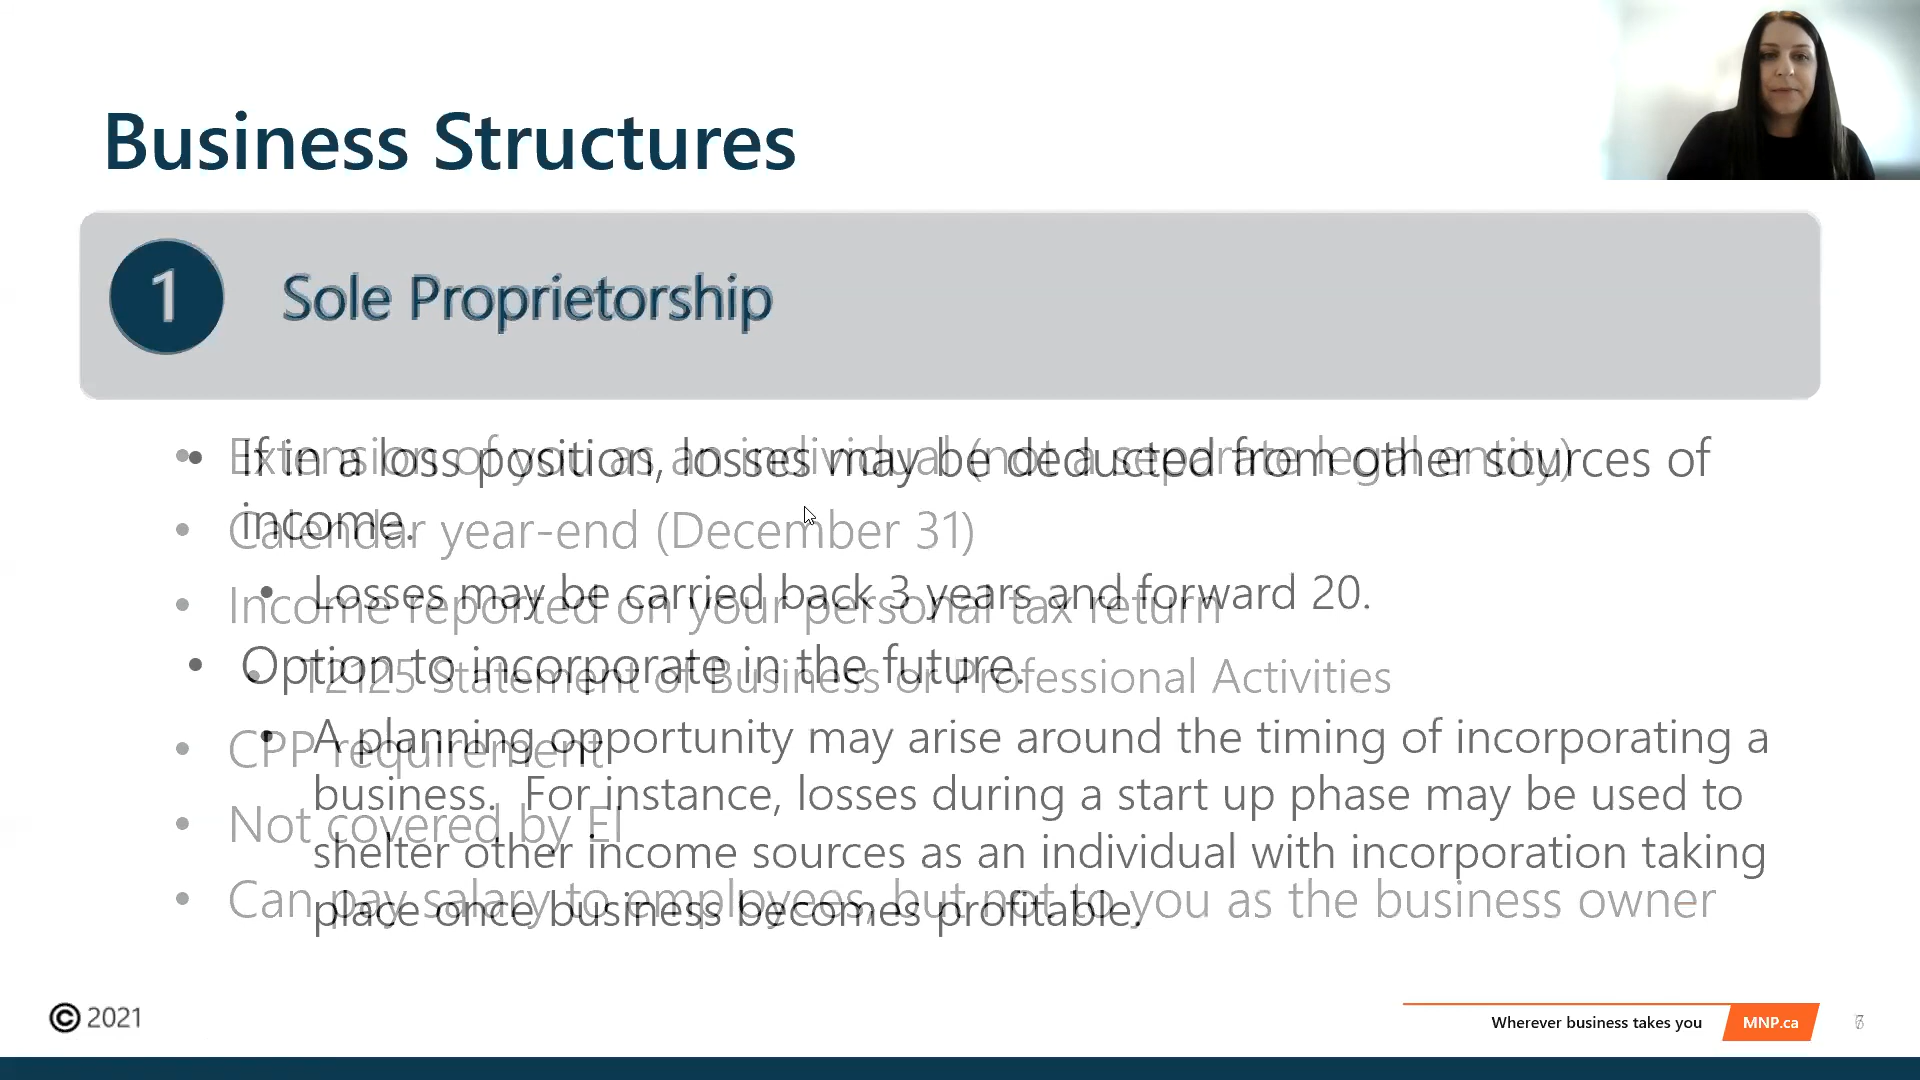 Business Structures
1
Sole Proprietorship
• Extension of you as an individual (not a separate legal entity)
• Calendar year-end (December 31)
• Income reported on your personal tax return
• T2125 Statement of Business or Professional Activities
• CPP requirement
• Not covered by EI
• Can pay salary to employees, but not to you as the business owner
• If in a loss position, losses may be deducted from other sources of
income.
• Losses may be carried back 3 years and forward 20.
• Option to incorporate in the future.
• A planning opportunity may arise around the timing of incorporating a
business. For instance, losses during a start up phase may be used to
shelter other income sources as an individual with incorporation taking
place once business becomes profitable.
© 2021
Wherever business takes you
MNP.ca